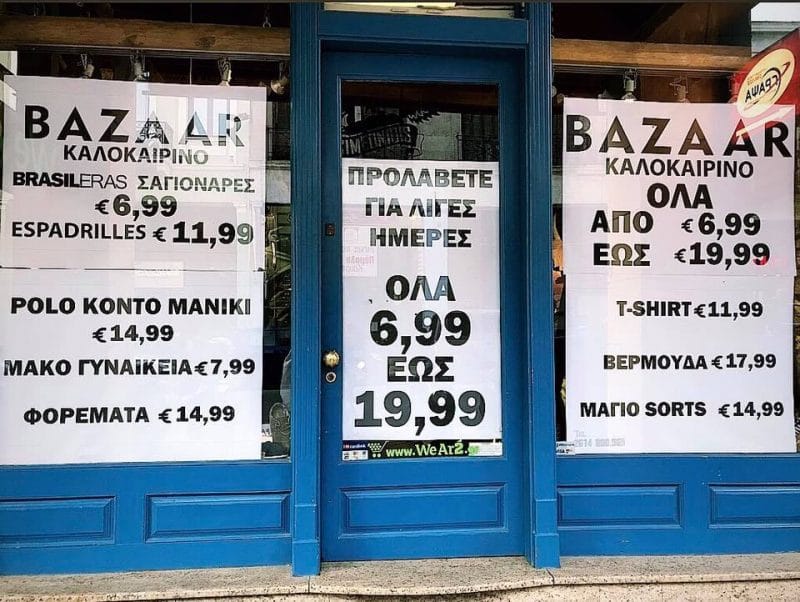 BAZAAR
ΚΑΛΟΚΑΙΡΙΝΟ
BRASILERAS ΣΑΓΙΟΝΑΡΕΣ
€6,99
ESPADRILLES €11,99
POLO ΚΟΝΤΟ ΜΑΝΙΚΙ
€14,99
ΜΑΚΟ ΓΥΝΑΙΚΕΙΑ €7,99
ΦΟΡΕΜΑΤΑ €14,99
ΠΡΟΛΑΒΕΤΕ
ΓΙΑ ΛΙΓΕΣ
ΗΜΕΡΕΣ
ΟΛΑ
6,99
ΕΩΣ
19,99
www.WeAr2.gr
BAZAAR
ΚΑΛΟΚΑΙΡΙΝΟ
ΟΛΑ
ΑΠΟ €6,99
ΕΩΣ €19,99
T-SHIRT €11,99
ΒΕΡΜΟΥΔΑ €17,99
ΜΑΓΙΟ SORTS €14,99